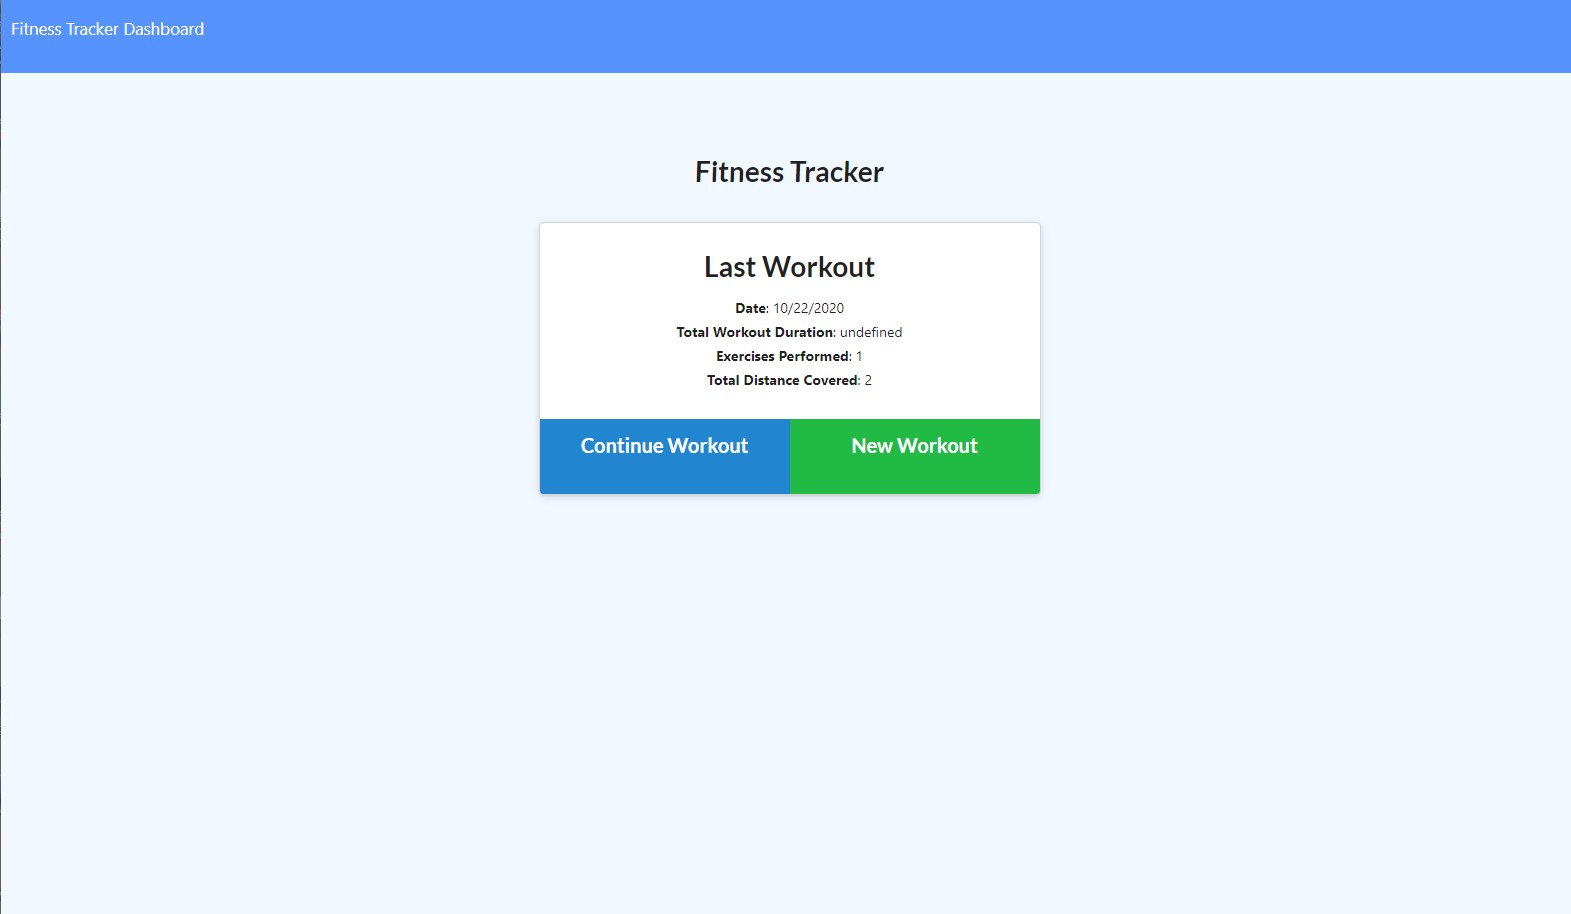 Fitness Tracker Dashboard
Fitness Tracker
Last Workout
Date: 10/22/2020
Total Workout Duration: undefined
Exercises Performed: 1
Total Distance Covered: 2
Continue Workout
New Workout